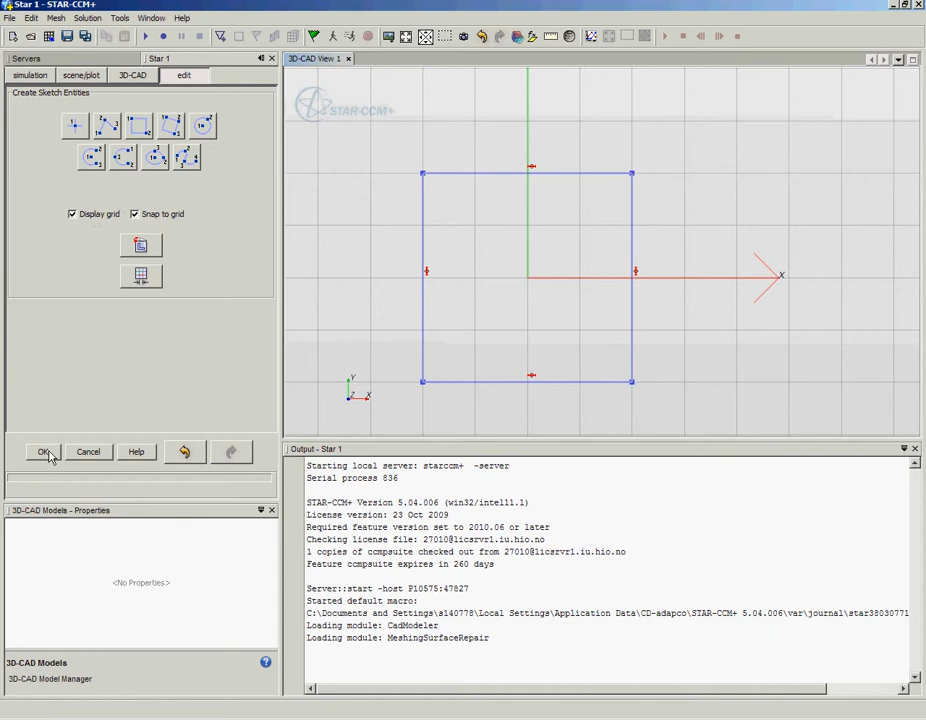 Star 1 - STAR-CCM+
File Edit Mesh Solution Tools Window Help
Servers
Star 1
simulation scene/plot 3D-CAD edit
Create Sketch Entities
Display grid Snap to grid
OK Cancel Help
3D-CAD Models - Properties
<No Properties>
3D-CAD Models
3D-CAD Model Manager
3D-CAD View 1
STAR-CCM+
X
Y
Z X
Output - Star 1
Starting local server: starccm+ -server
Serial process 836
STAR-CCM+ Version 5.04.006 (win32/intel11.1)
License version: 23 Oct 2009
Required feature version set to 2010.06 or later
Checking license file: 27010@licsrvr1.iu.hio.no
1 copies of ccmpsuite checked out from 27010@licsrvr1.iu.hio.no
Feature ccmpsuite expires in 260 days
Server::start -host P10575:47827
Started default macro:
C:\Documents and Settings\s140778\Local Settings\Application Data\CD-adapco\STAR-CCM+ 5.04.006\var\journal\star38030771
Loading module: CadModeler
Loading module: MeshingSurfaceRepair